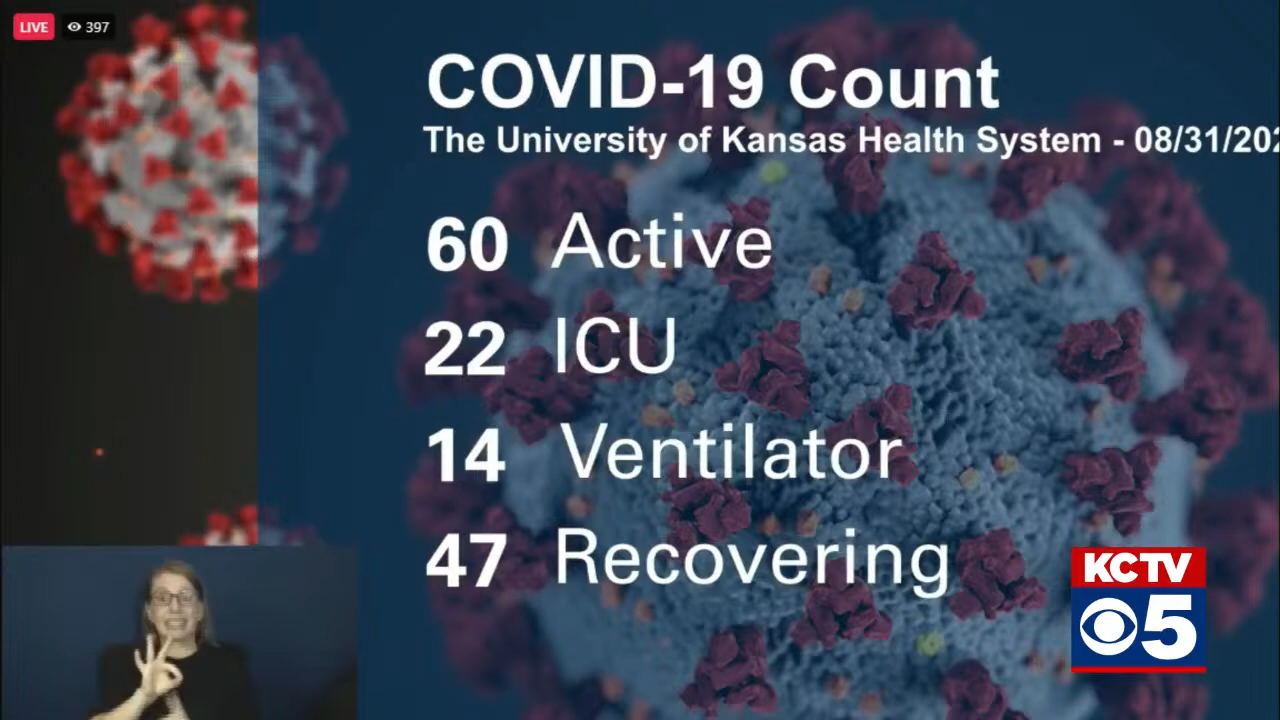 LIVE 397
COVID-19 Count
The University of Kansas Health System - 08/31/202
60 Active
22 ICU
14 Ventilator
47 Recovering
KCTV
5